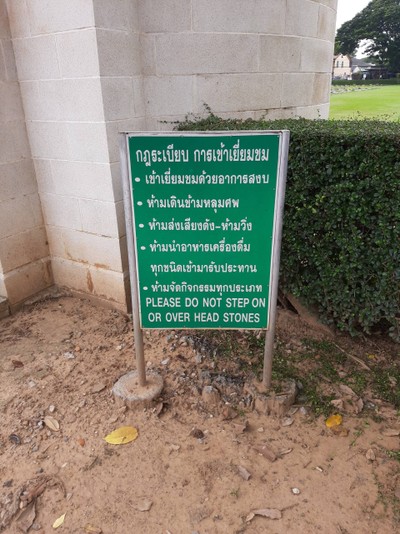 กฎระเบียบ การเข้าเยี่ยมชม
• เข้าเยี่ยมชมด้วยอาการสงบ
• ห้ามเดินข้ามหลุมศพ
• ห้ามส่งเสียงดัง-ห้ามวิ่ง
• ห้ามนำอาหารเครื่องดื่ม
ทุกชนิดเข้ามารับประทาน
• ห้ามจัดกิจกรรมทุกประเภท
PLEASE DO NOT STEP ON
OR OVER HEAD STONES